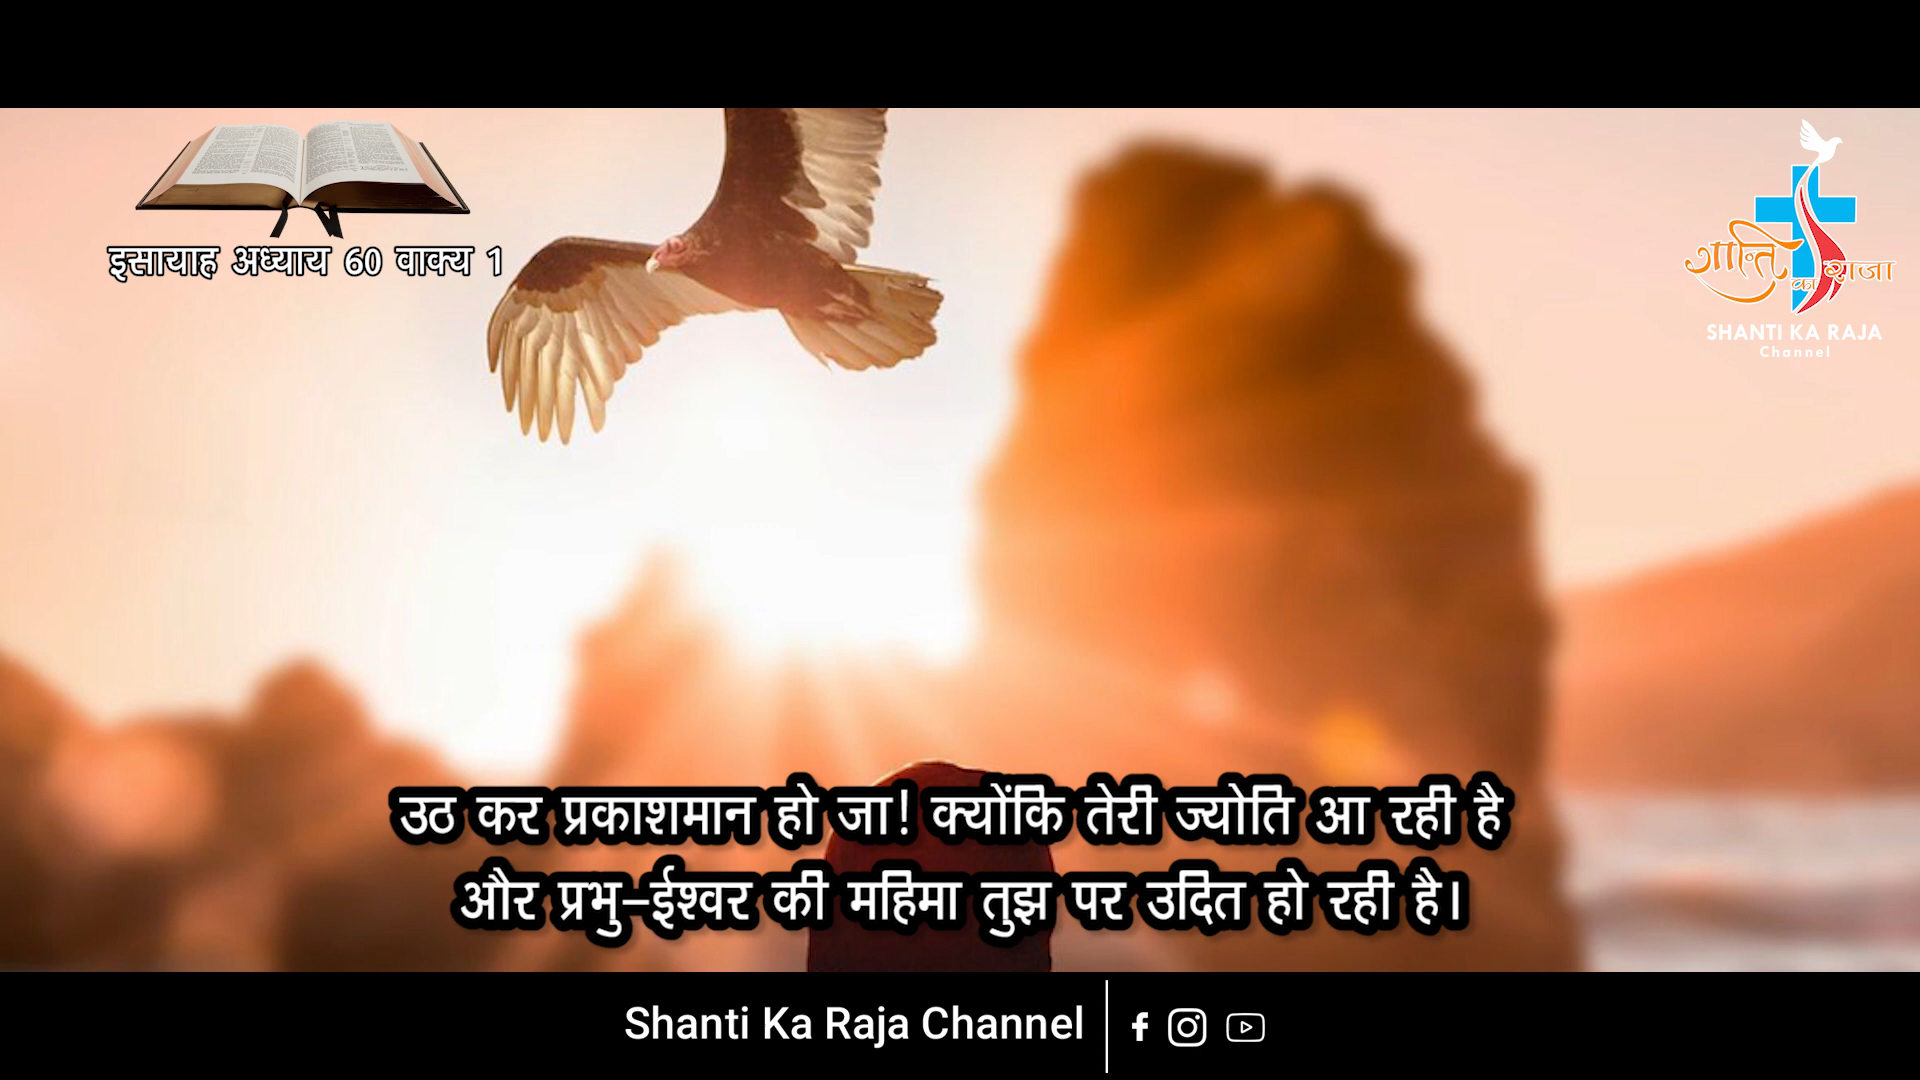 इसायाह अध्याय 60 वाक्य 1
शान्ति का राजा
SHANTI KA RAJA
Channel
उठ कर प्रकाशमान हो जा! क्योंकि तेरी ज्योति आ रही है
और प्रभु-ईश्वर की महिमा तुझ पर उदित हो रही है।
Shanti Ka Raja Channel